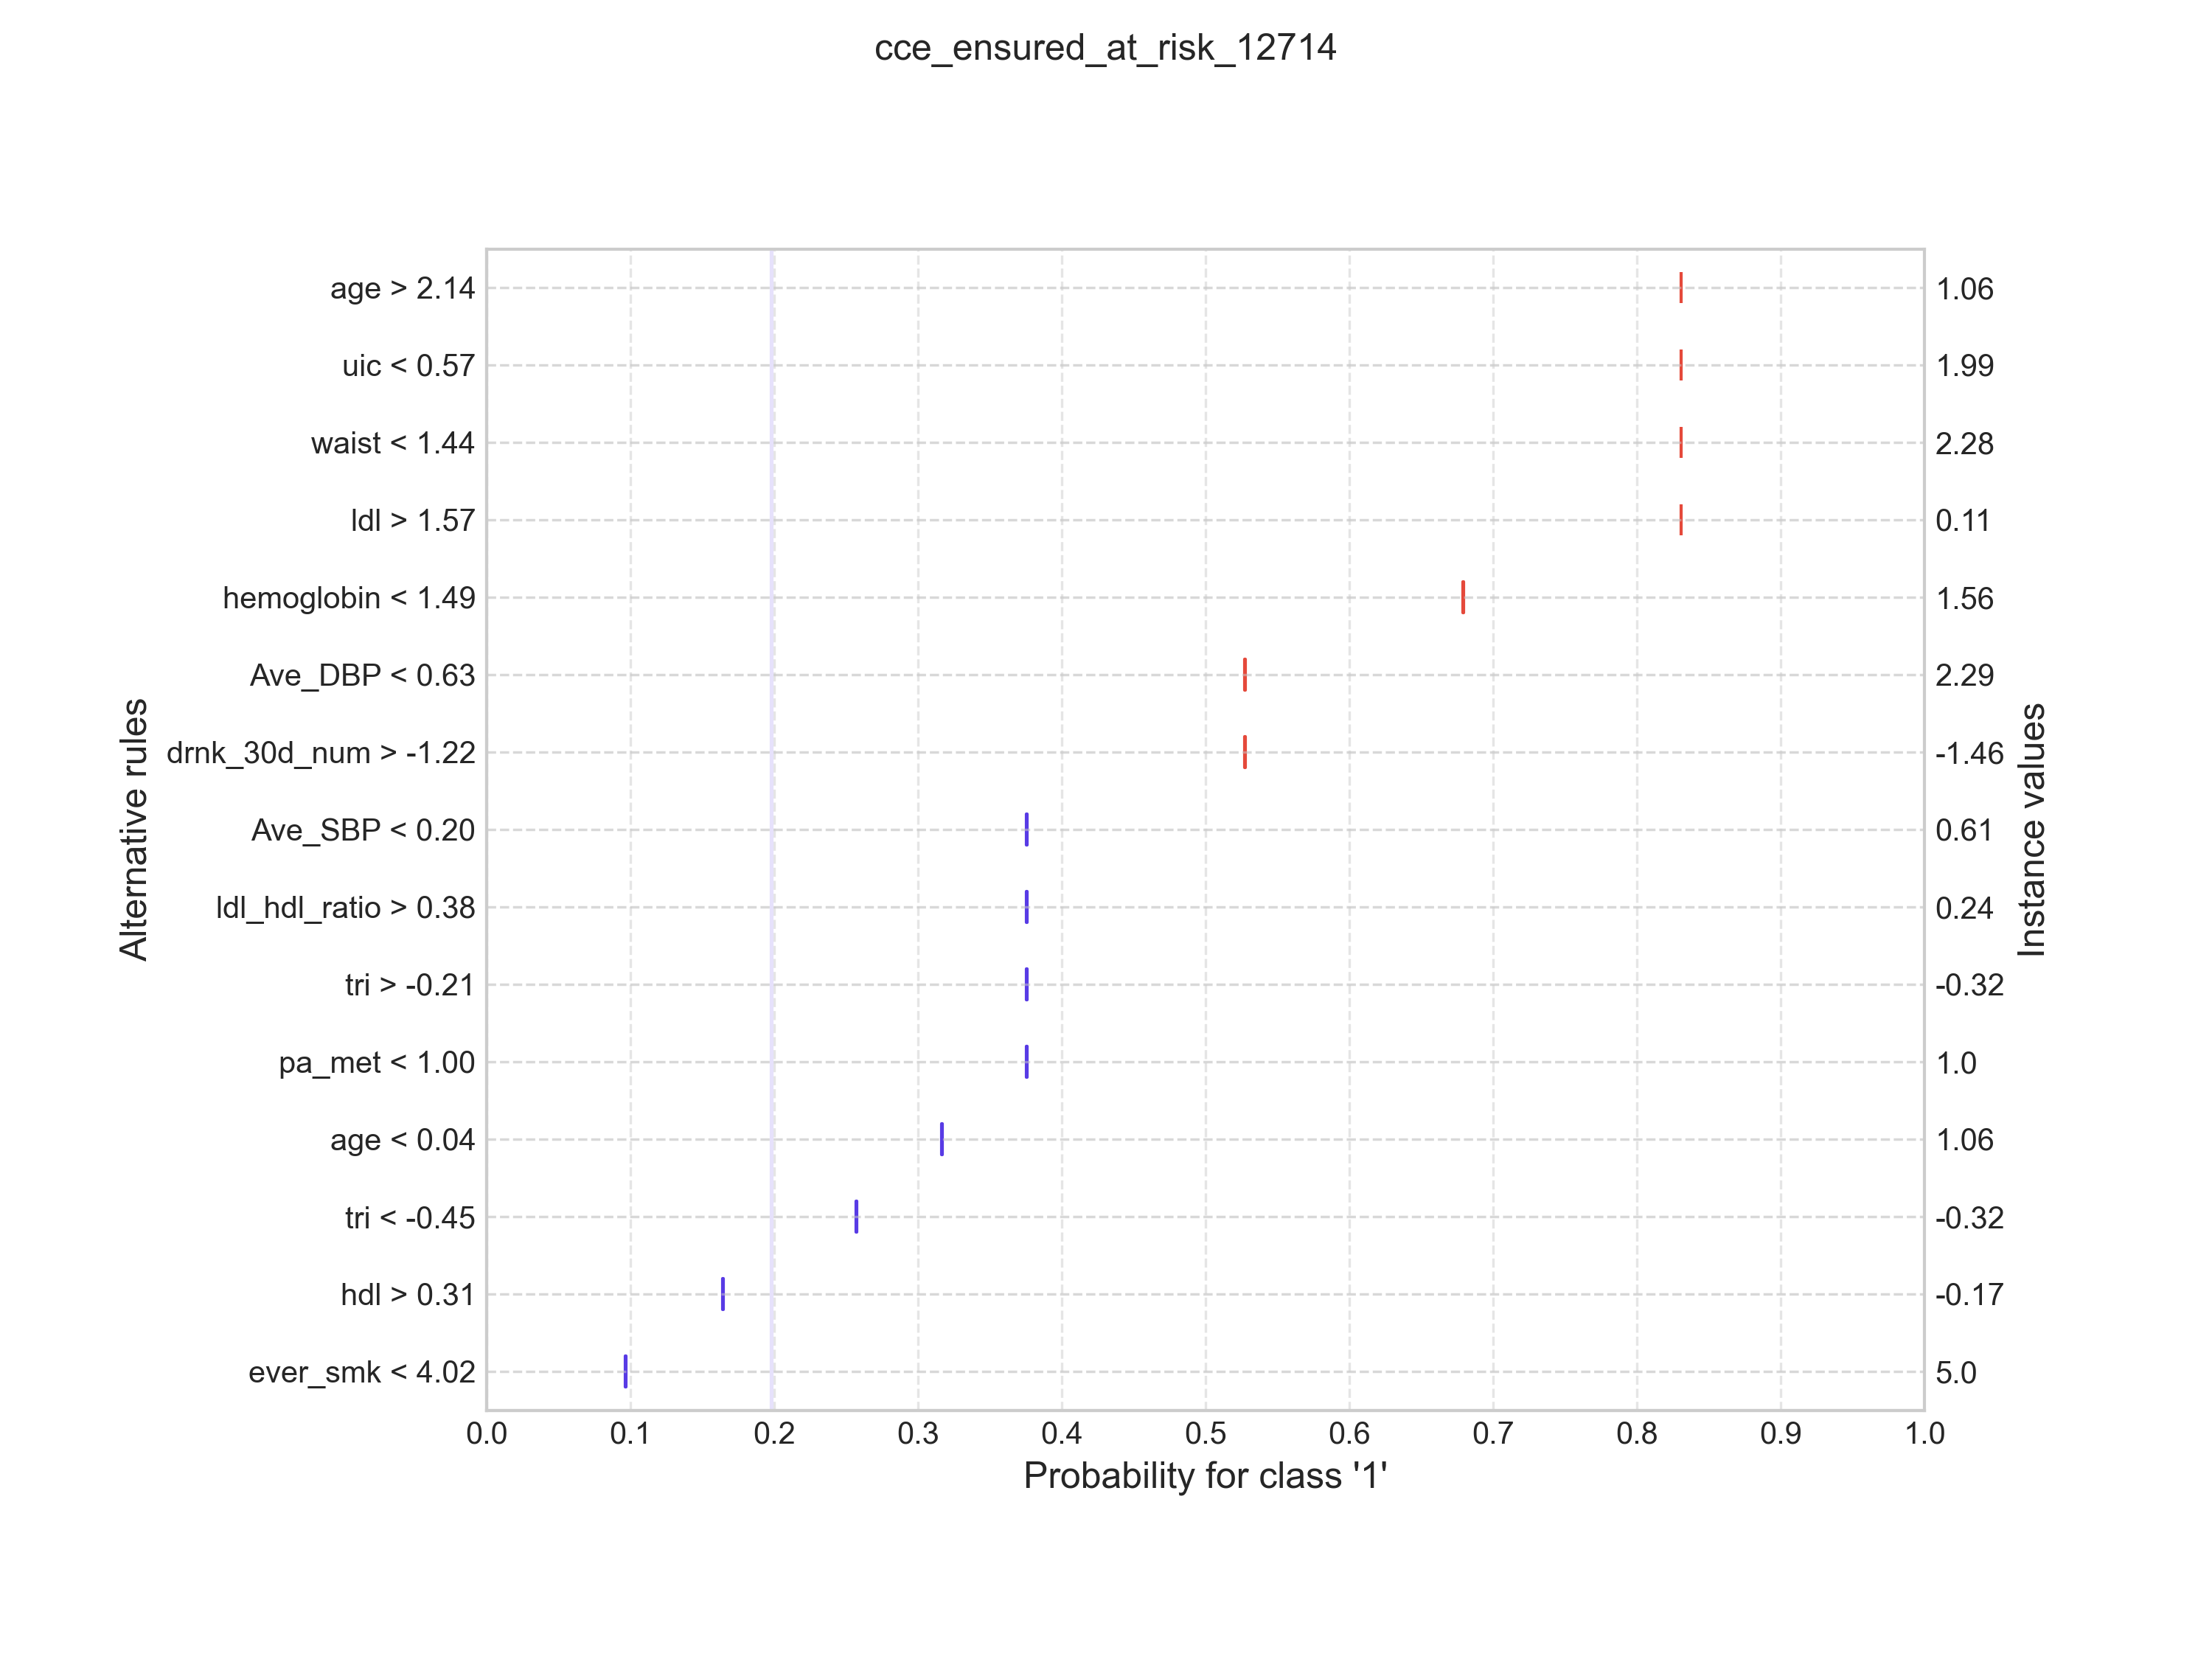 cce_ensured_at_risk_12714
age > 2.14 1.06
uic < 0.57 1.99
waist < 1.44 2.28
ldl > 1.57 0.11
hemoglobin < 1.49 1.56
Ave_DBP < 0.63 2.29
drnk_30d_num > -1.22 -1.46
Ave_SBP < 0.20 0.61
ldl_hdl_ratio > 0.38 0.24
tri > -0.21 -0.32
pa_met < 1.00 1.0
age < 0.04 1.06
tri < -0.45 -0.32
hdl > 0.31 -0.17
ever_smk < 4.02 5.0
Alternative rules
Instance values
0.0 0.1 0.2 0.3 0.4 0.5 0.6 0.7 0.8 0.9 1.0
Probability for class '1'